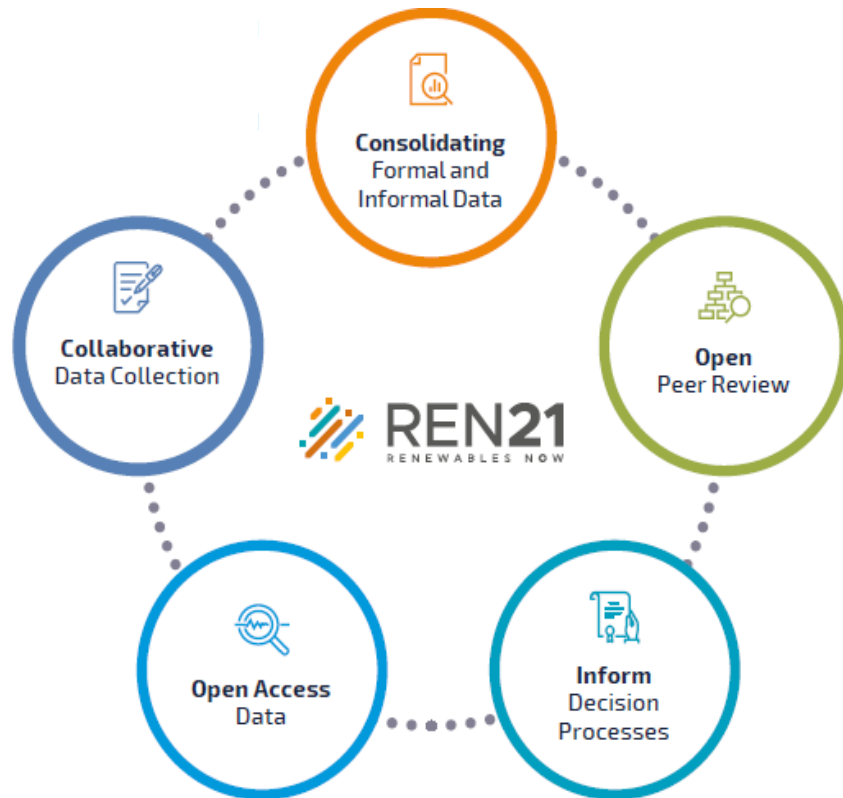 Consolidating
Formal and
Informal Data
Collaborative
Data Collection
Open
Peer Review
REN21
RENEWABLES NOW
Open Access
Data
Inform
Decision
Processes